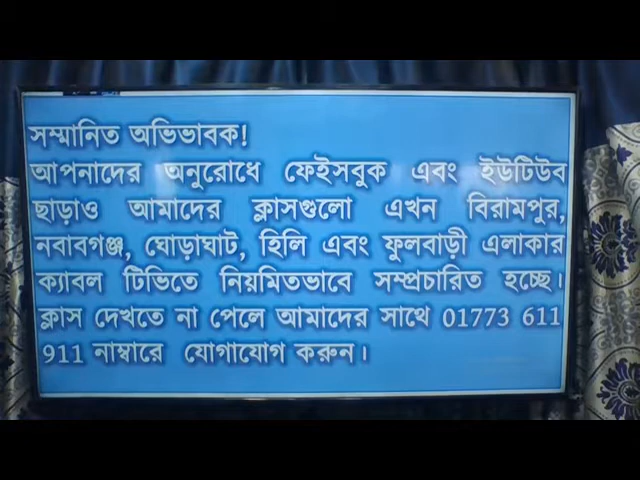 সম্মানিত অভিভাবক!
আপনাদের অনুরোধে ফেইসবুক এবং ইউটিউব
ছাড়াও আমাদের ক্লাসগুলো এখন বিরামপুর,
নবাবগঞ্জ, ঘোড়াঘাট, হিলি এবং ফুলবাড়ী এলাকার
ক্যাবল টিভিতে নিয়মিতভাবে সম্প্রচারিত হচ্ছে।
ক্লাস দেখতে না পেলে আমাদের সাথে 01773 611
911 নাম্বারে যোগাযোগ করুন।